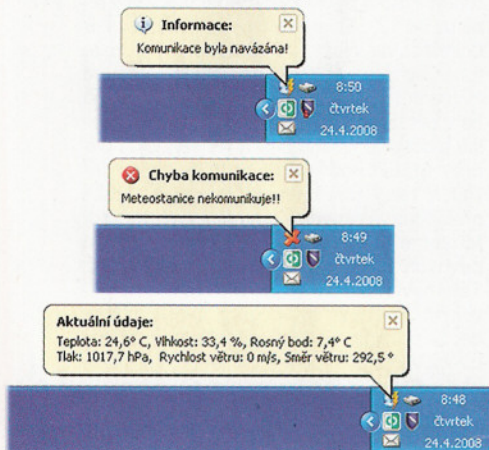 Informace:
Komunikace byla navázána!
8:50
čtvrtek
24.4.2008
Chyba komunikace:
Meteostanice nekomunikuje!!
8:49
čtvrtek
24.4.2008
Aktuální údaje:
Teplota: 24,6° C, Vlhkost: 33,4 %, Rosný bod: 7,4° C
Tlak: 1017,7 hPa, Rychlost větru: 0 m/s, Směr větru: 292,5 °
8:48
čtvrtek
24.4.2008